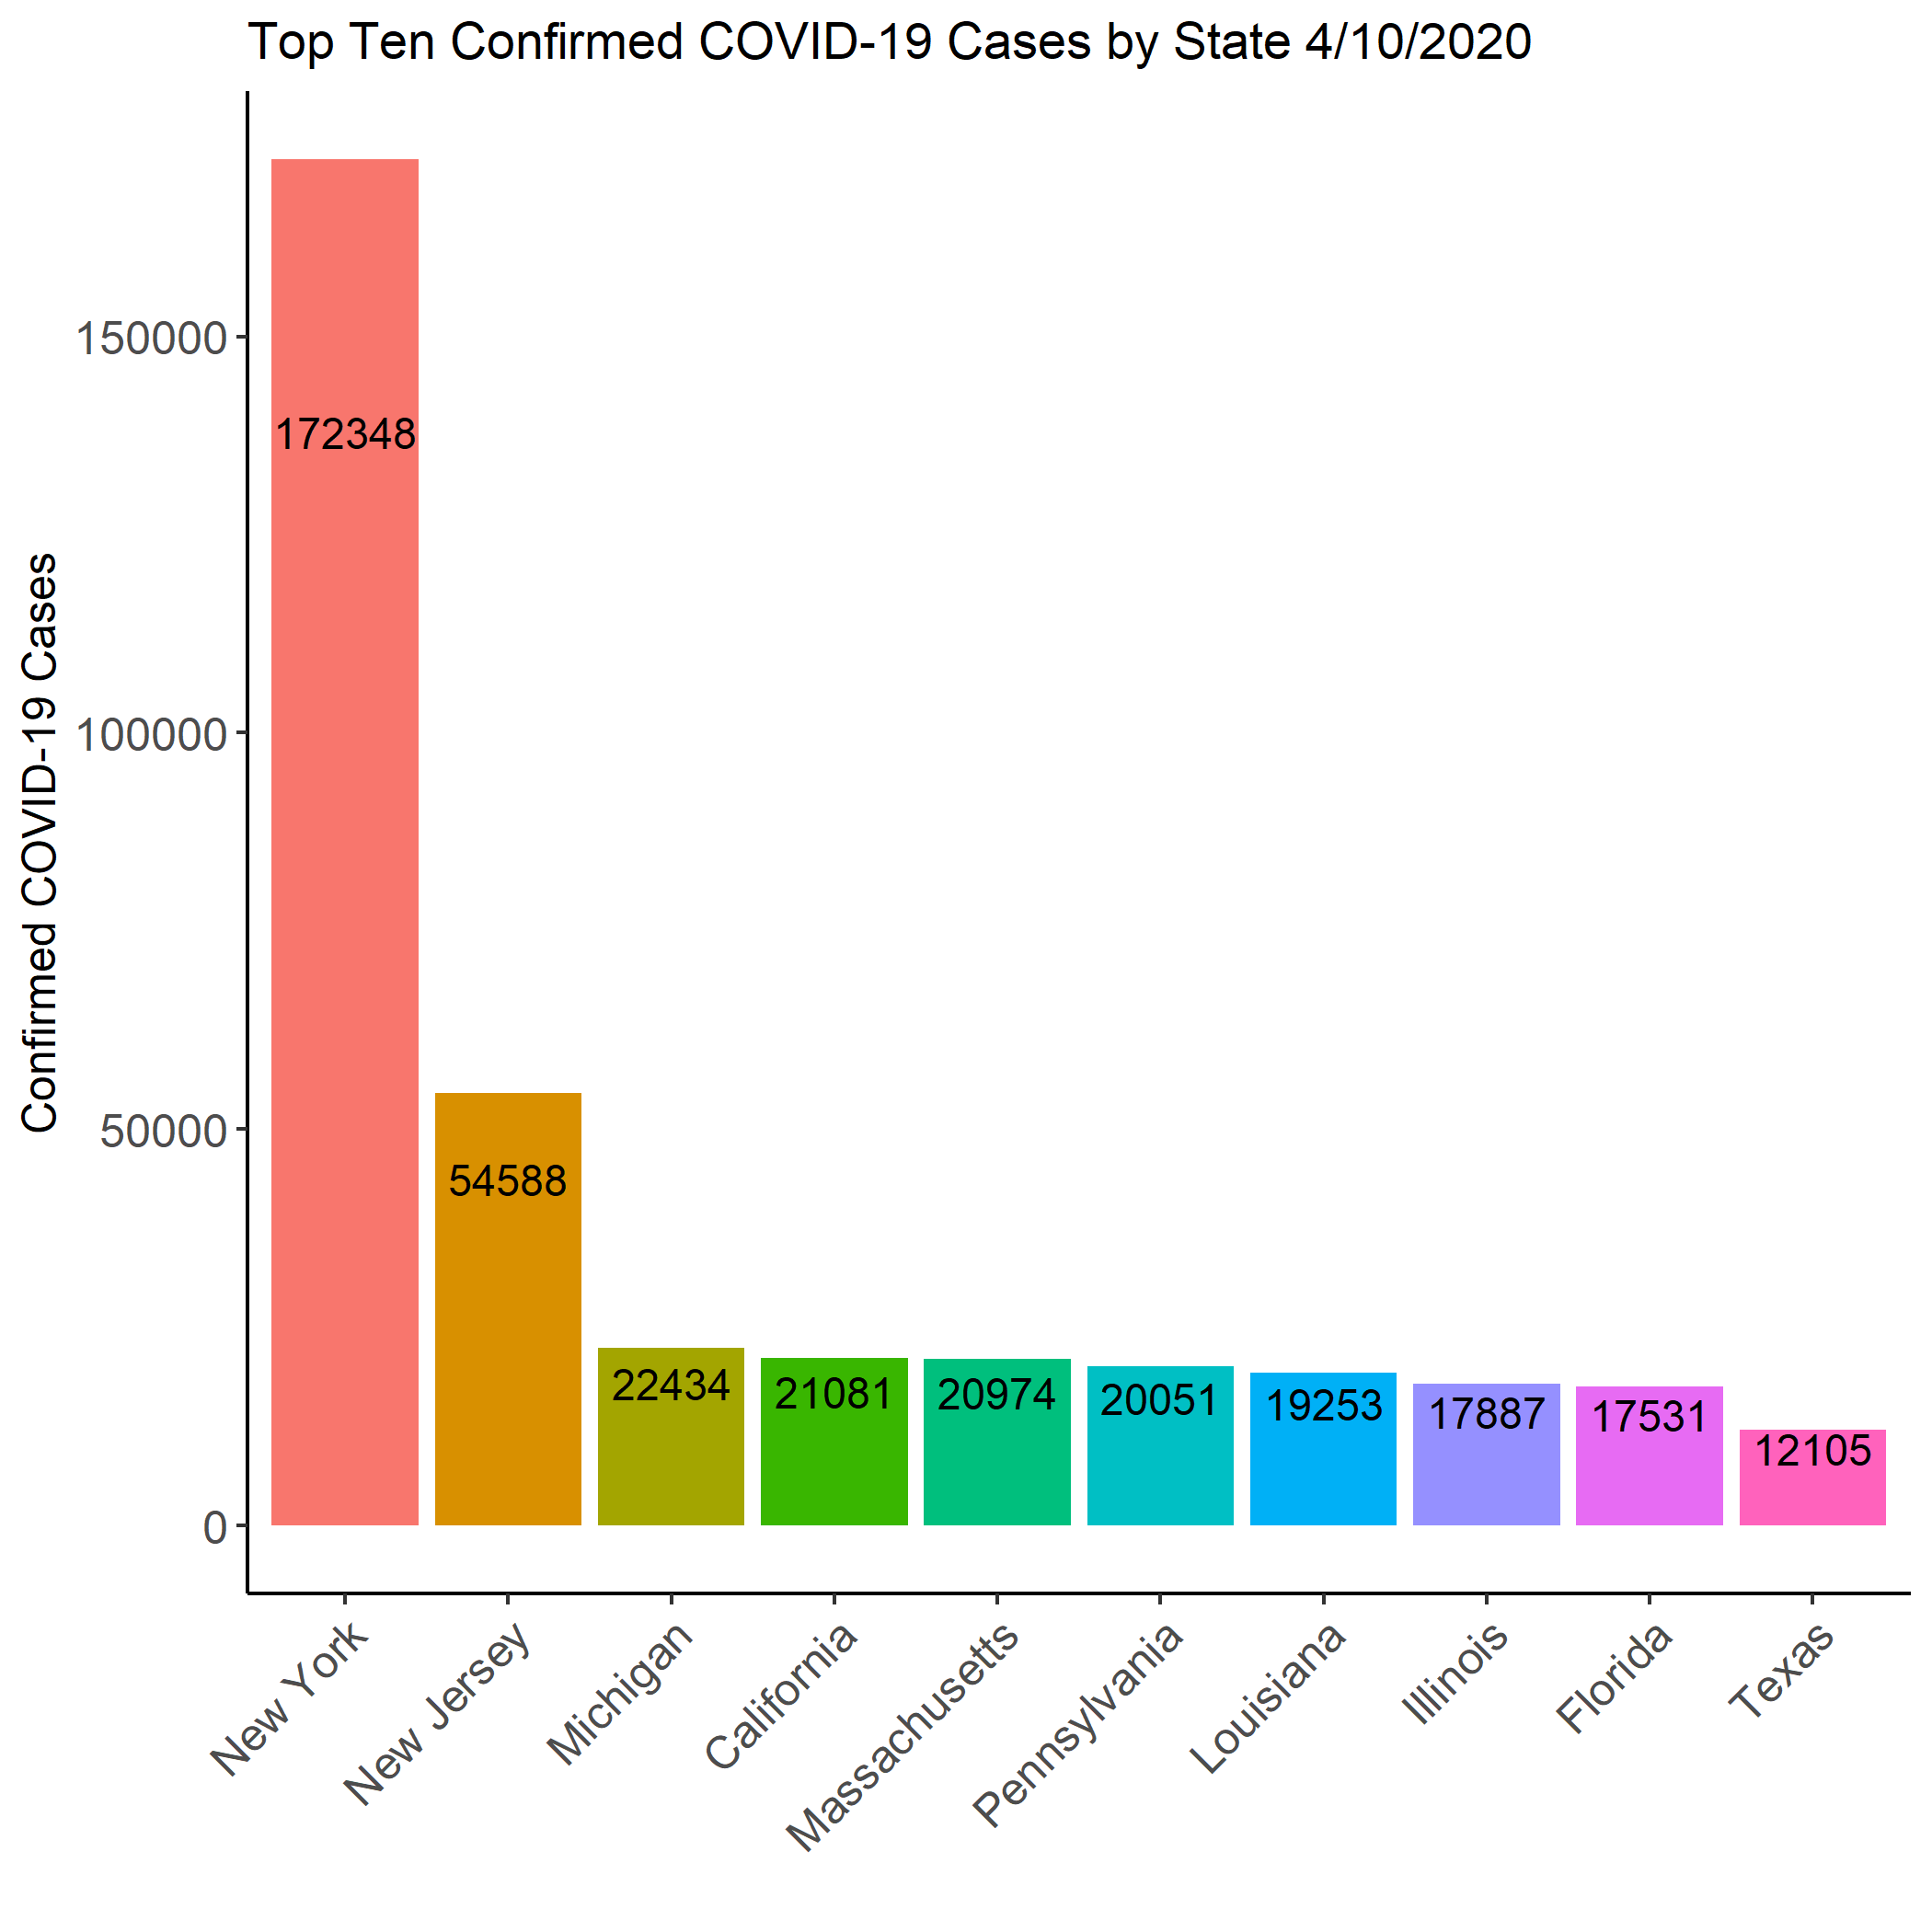 Top Ten Confirmed COVID-19 Cases by State 4/10/2020
Confirmed COVID-19 Cases
150000
100000
50000
0
172348
54588
22434
21081
20974
20051
19253
17887
17531
12105
New York
New Jersey
Michigan
California
Massachusetts
Pennsylvania
Louisiana
Illinois
Florida
Texas